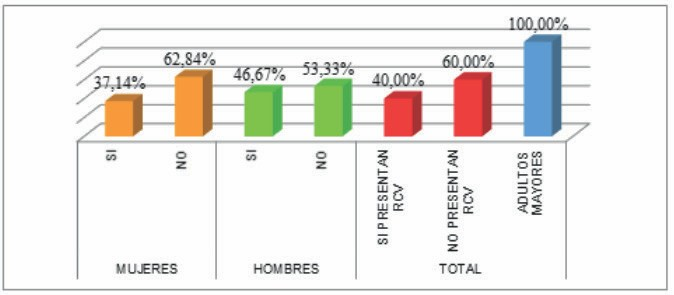 100,00%
62,84%
60,00%
53,33%
46,67%
40,00%
37,14%
SI
NO
SI
NO
SI PRESENTAN
RCV
NO PRESENTAN
RCV
ADULTOS
MAYORES
MUJERES
HOMBRES
TOTAL